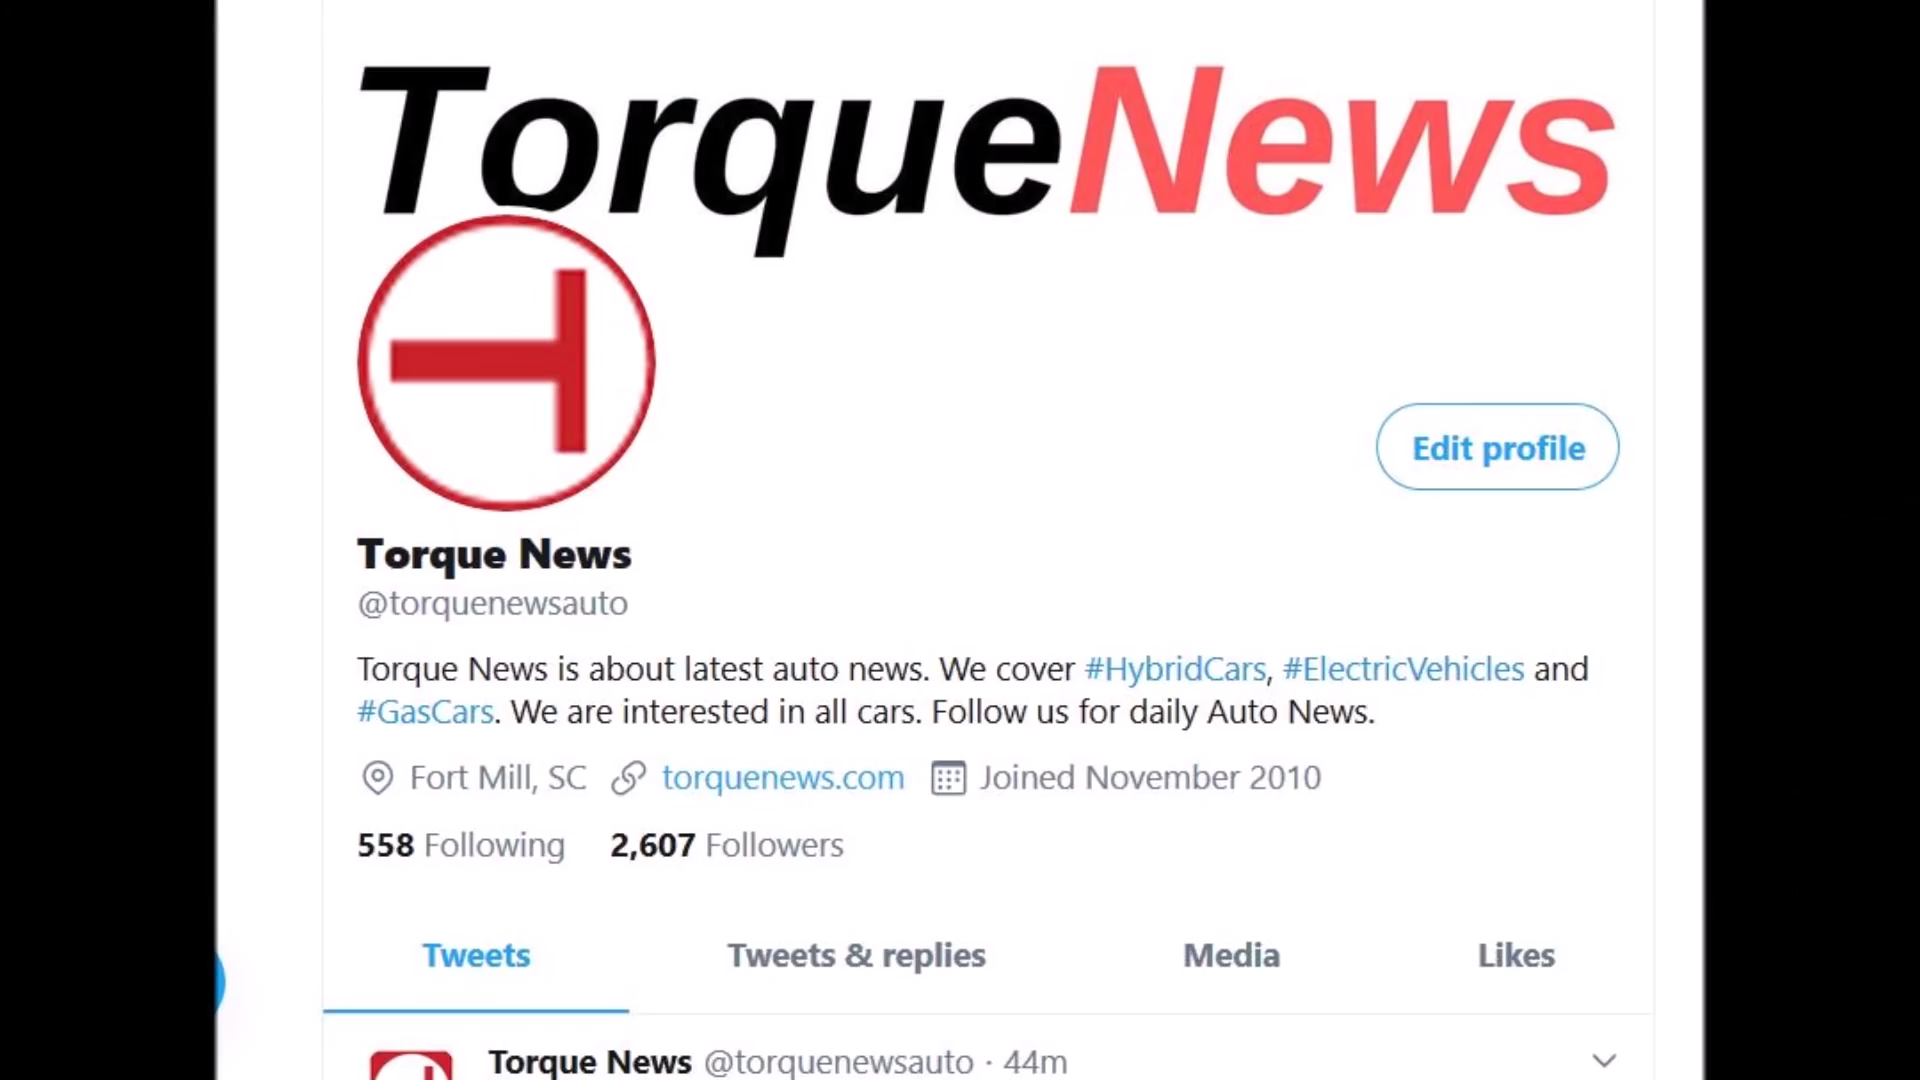 TorqueNews
T
Edit profile
Torque News
@torquenewsauto
Torque News is about latest auto news. We cover #HybridCars, #ElectricVehicles and
#GasCars. We are interested in all cars. Follow us for daily Auto News.
Fort Mill, SC torquenews.com Joined November 2010
558 Following 2,607 Followers
Tweets Tweets & replies Media Likes
Torque News @torquenewsauto · 44m